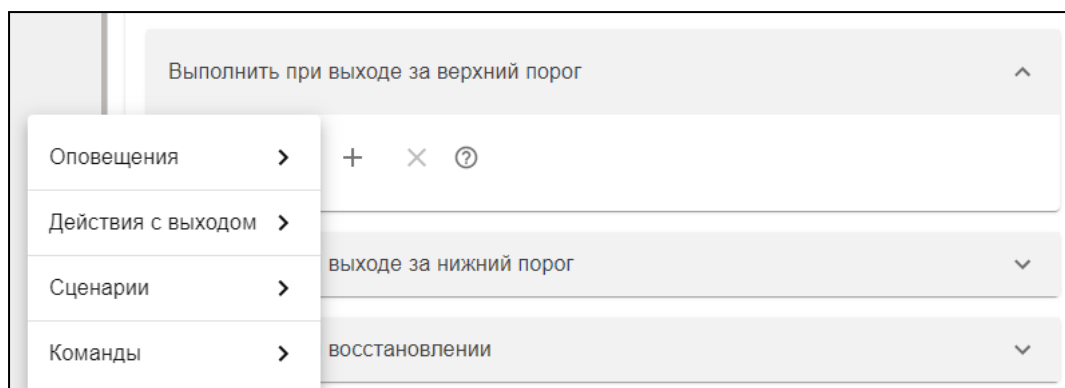 Выполнить при выходе за верхний порог
Оповещения
Действия с выходом
выходе за нижний порог
Сценарии
восстановлении
Команды